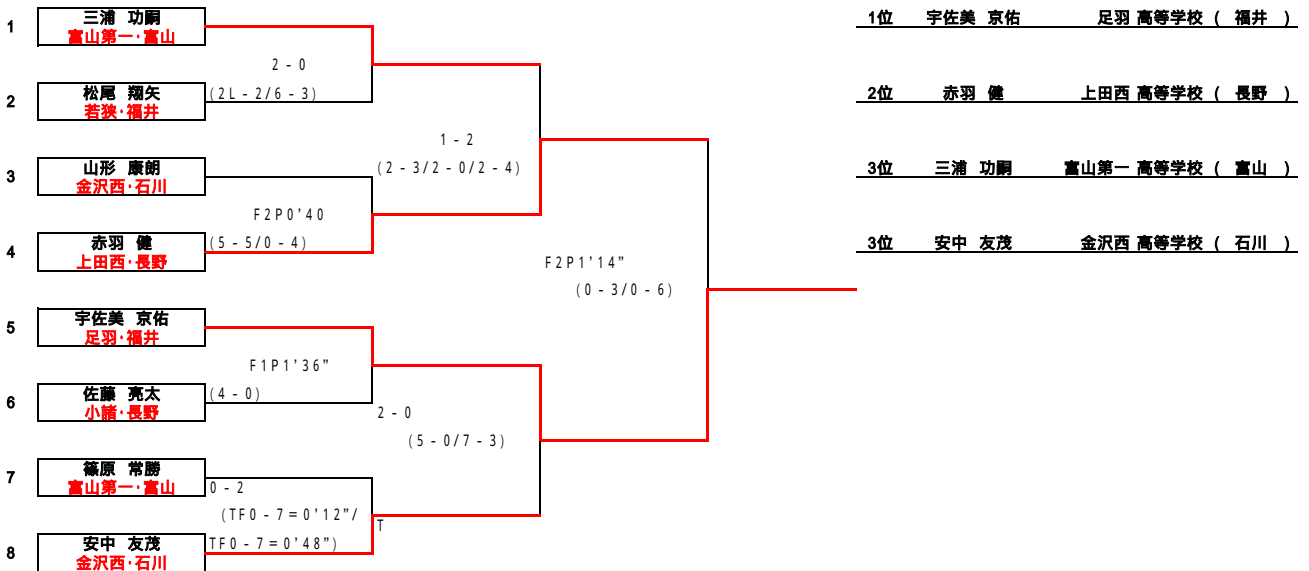 1
三浦 功嗣
富山第一・富山
2 - 0
2
松尾 翔矢
若狭・福井
(2L - 2/6 - 3)
1 - 2
(2 - 3/2 - 0/2 - 4)
3
山形 康朗
金沢西・石川
F2P0'40
4
赤羽 健
上田西・長野
(5 - 5/0 - 4)
F2P1'14”
(0 - 3/0 - 6)
5
宇佐美 京佑
足羽・福井
F1P1'36”
6
佐藤 亮太
小諸・長野
(4 - 0)
2 - 0
(5 - 0/7 - 3)
7
篠原 常勝
富山第一・富山
0 - 2
(TF0 - 7 = 0'12”/
T
8
安中 友茂
金沢西・石川
TF0 - 7 = 0'48”)
1位 宇佐美 京佑 足羽 高等学校 ( 福井 )
2位 赤羽 健 上田西 高等学校 ( 長野 )
3位 三浦 功嗣 富山第一 高等学校 ( 富山 )
3位 安中 友茂 金沢西 高等学校 ( 石川 )